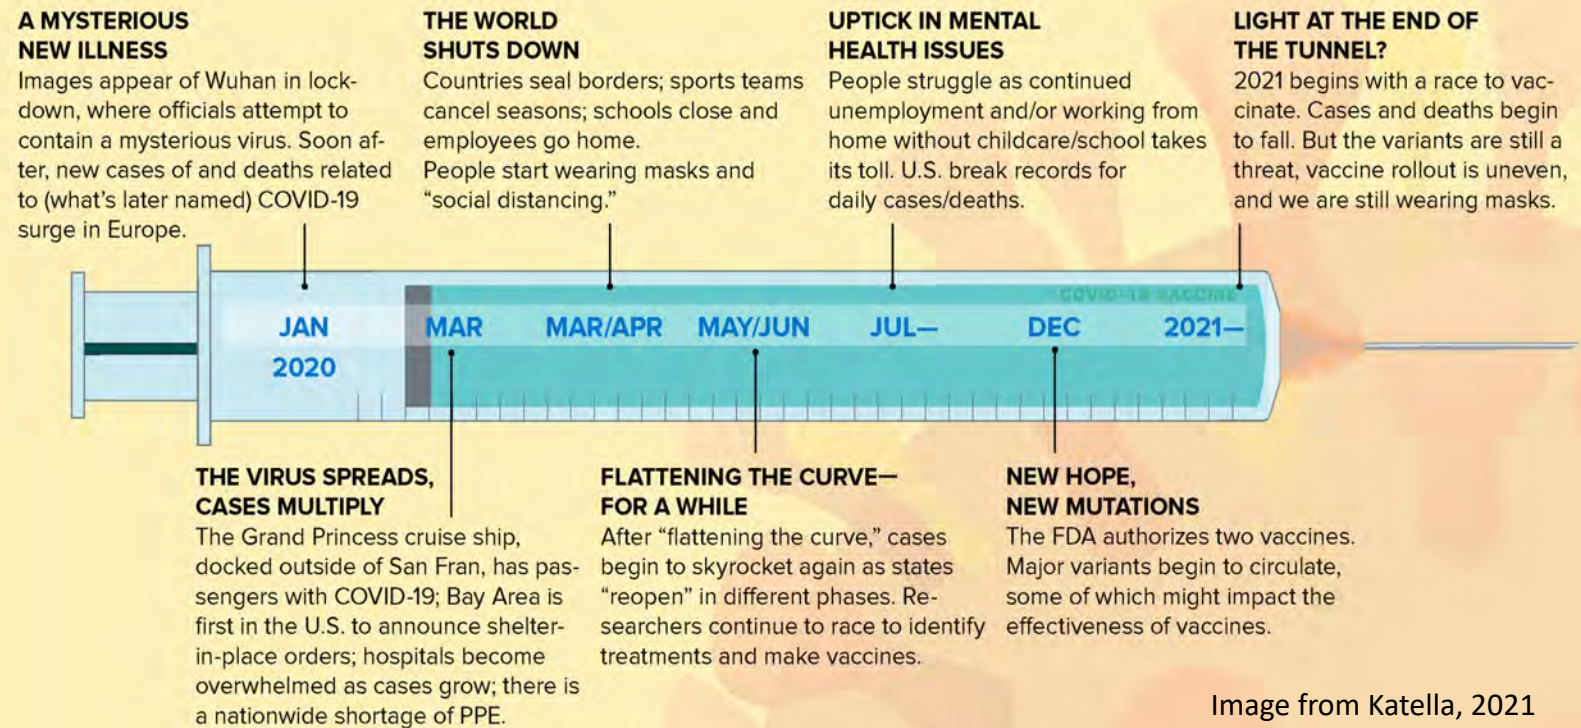 A MYSTERIOUS
NEW ILLNESS
Images appear of Wuhan in lock-
down, where officials attempt to
contain a mysterious virus. Soon af-
ter, new cases of and deaths related
to (what's later named) COVID-19
surge in Europe.
THE WORLD
SHUTS DOWN
Countries seal borders; sports teams
cancel seasons; schools close and
employees go home.
People start wearing masks and
“social distancing.”
UPTICK IN MENTAL
HEALTH ISSUES
People struggle as continued
unemployment and/or working from
home without childcare/school takes
its toll. U.S. break records for
daily cases/deaths.
LIGHT AT THE END OF
THE TUNNEL?
2021 begins with a race to vac-
cinate. Cases and deaths begin
to fall. But the variants are still a
threat, vaccine rollout is uneven,
and we are still wearing masks.
COVID-19 VACCINE
JAN
2020
MAR
MAR/APR
MAY/JUN
JUL—
DEC
2021—
THE VIRUS SPREADS,
CASES MULTIPLY
The Grand Princess cruise ship,
docked outside of San Fran, has pas-
sengers with COVID-19; Bay Area is
first in the U.S. to announce shelter-
in-place orders; hospitals become
overwhelmed as cases grow; there is
a nationwide shortage of PPE.
FLATTENING THE CURVE—
FOR A WHILE
After “flattening the curve,” cases
begin to skyrocket again as states
“reopen” in different phases. Re-
searchers continue to race to identify
treatments and make vaccines.
NEW HOPE,
NEW MUTATIONS
The FDA authorizes two vaccines.
Major variants begin to circulate,
some of which might impact the
effectiveness of vaccines.
Image from Katella, 2021